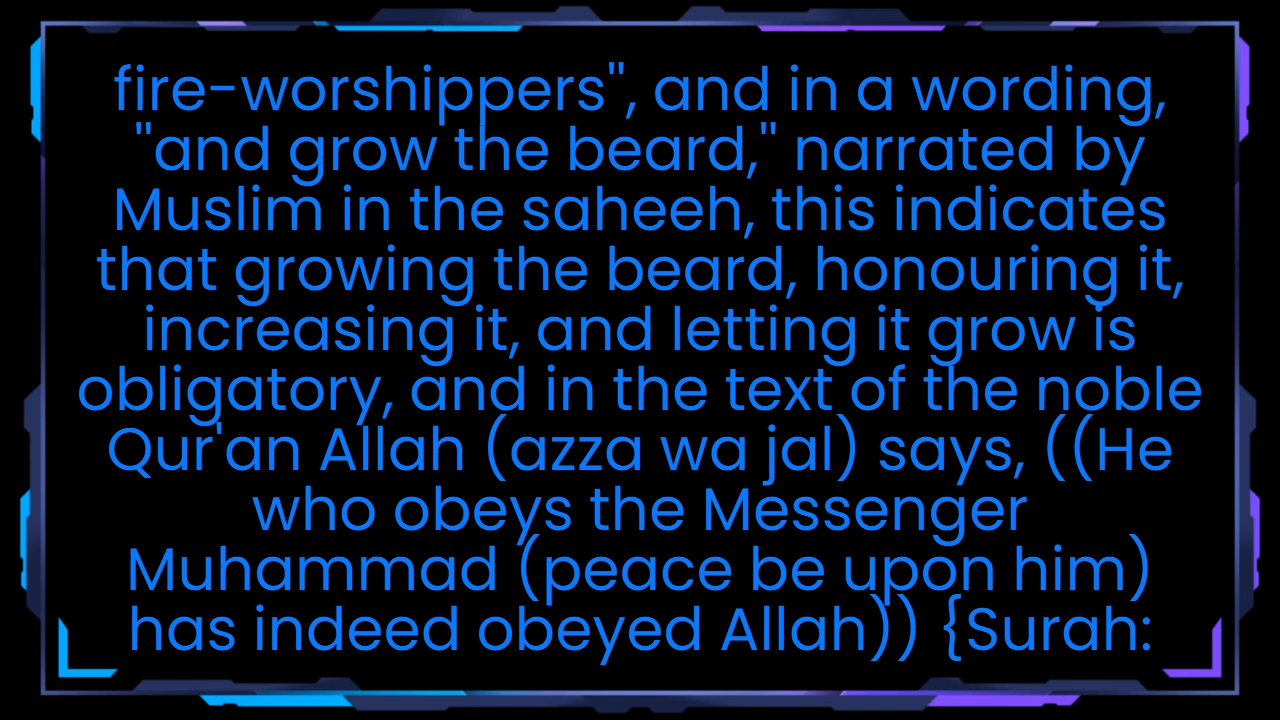 fire-worshippers", and in a wording,
"and grow the beard," narrated by
Muslim in the saheeh, this indicates
that growing the beard, honouring it,
increasing it, and letting it grow is
obligatory, and in the text of the noble
Qur'an Allah (azza wa jal) says, ((He
who obeys the Messenger
Muhammad (peace be upon him)
has indeed obeyed Allah)) {Surah: